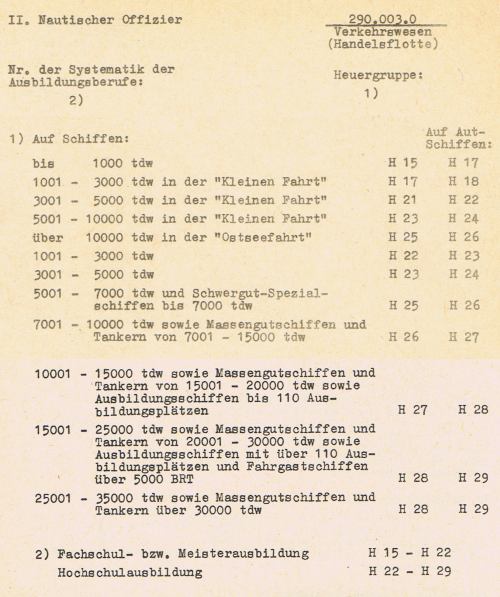 II. Nautischer Offizier 290.003.0
Verkehrswesen
(Handelsflotte)
Nr. der Systematik der
Ausbildungsberufe:
Heuergruppe:
2) 1)
1) Auf Schiffen: Auf Aut-
Schiffen:
bis 1000 tdw H 15 H 17
1001 - 3000 tdw in der "Kleinen Fahrt" H 17 H 18
3001 - 5000 tdw in der "Kleinen Fahrt" H 21 H 22
5001 - 10000 tdw in der "Kleinen Fahrt" H 23 H 24
über 10000 tdw in der "Ostseefahrt" H 25 H 26
1001 - 3000 tdw H 22 H 23
3001 - 5000 tdw H 23 H 24
5001 - 7000 tdw und Schwergut-Spezial-
schiffen bis 7000 tdw H 25 H 26
7001 - 10000 tdw sowie Massengutschiffen und
Tankern von 7001 - 15000 tdw H 26 H 27
10001 - 15000 tdw sowie Massengutschiffen und
Tankern von 15001 - 20000 tdw sowie
Ausbildungsschiffen bis 110 Aus-
bildungsplätzen H 27 H 28
15001 - 25000 tdw sowie Massengutschiffen und
Tankern von 20001 - 30000 tdw sowie
Ausbildungsschiffen mit über 110 Aus-
bildungsplätzen und Fahrgastschiffen
über 5000 BRT H 28 H 29
25001 - 35000 tdw sowie Massengutschiffen und
Tankern über 30000 tdw H 28 H 29
2) Fachschul- bzw. Meisterausbildung H 15 - H 22
Hochschulausbildung H 22 - H 29